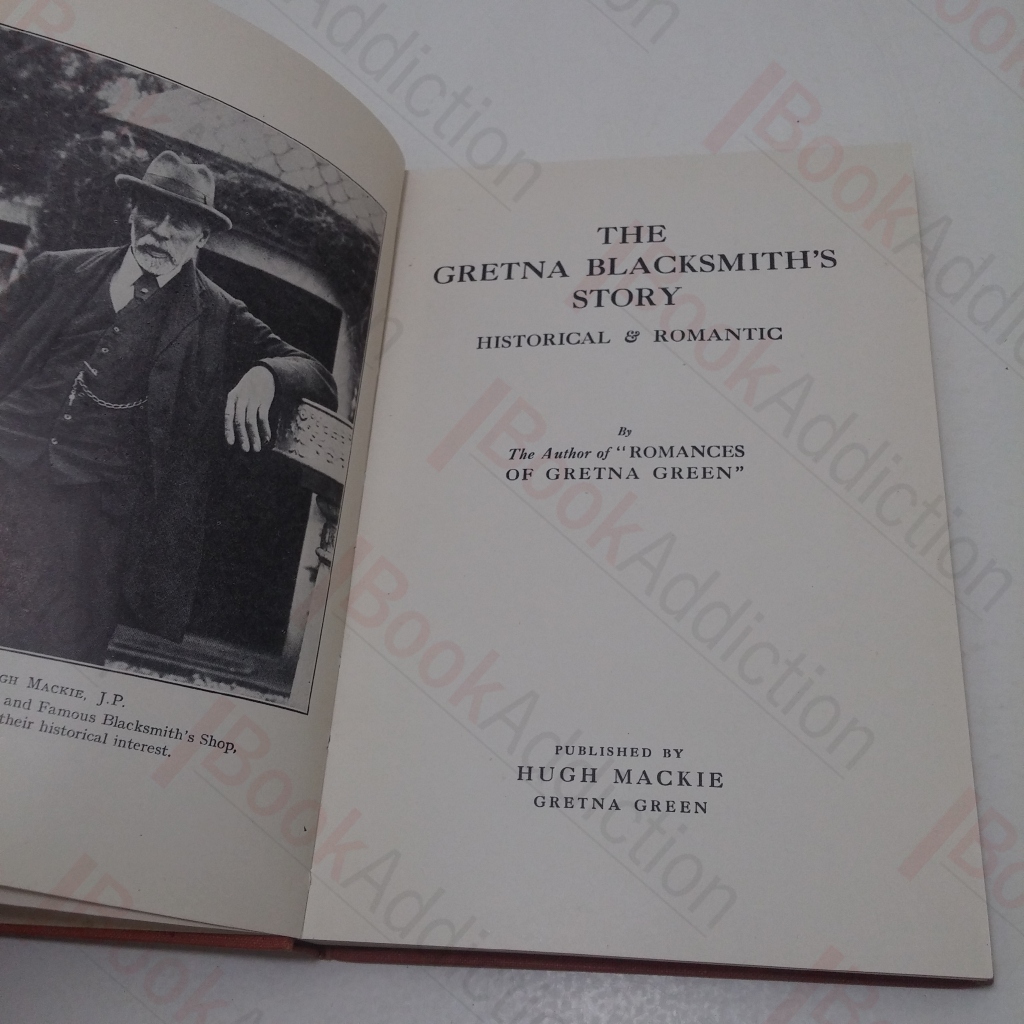 GH MACKIE, J.P.
and Famous Blacksmith's Shop,
their historical interest.
THE
GRETNA BLACKSMITH'S
STORY
HISTORICAL & ROMANTIC
By
The Author of "ROMANCES
OF GRETNA GREEN"
PUBLISHED BY
HUGH MACKIE
GRETNA GREEN
BookAddiction